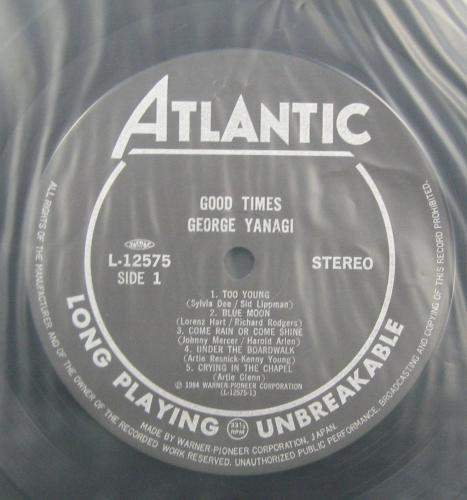 ATLANTIC
GOOD TIMES
GEORGE YANAGI
L-12575
SIDE 1
STEREO
1. TOO YOUNG
(Sylvia Dee / Sid Lippman)
2. BLUE MOON
(Lorenz Hart / Richard Rodgers)
3. COME RAIN OR COME SHINE
(Johnny Mercer / Harold Arlen)
4. UNDER THE BOARDWALK
(Artie Resnick-Kenny Young)
5. CRYING IN THE CHAPEL
(Artie Glenn)
℗ 1984 WARNER-PIONEER CORPORATION
(L-12575-1)
LONG PLAYING 33⅓ RPM UNBREAKABLE
MADE BY WARNER-PIONEER CORPORATION, JAPAN.
ALL RIGHTS OF THE MANUFACTURER AND OF THE OWNER OF THE RECORDED WORK RESERVED. UNAUTHORIZED PUBLIC PERFORMANCE, BROADCASTING AND COPYING OF THIS RECORD PROHIBITED.